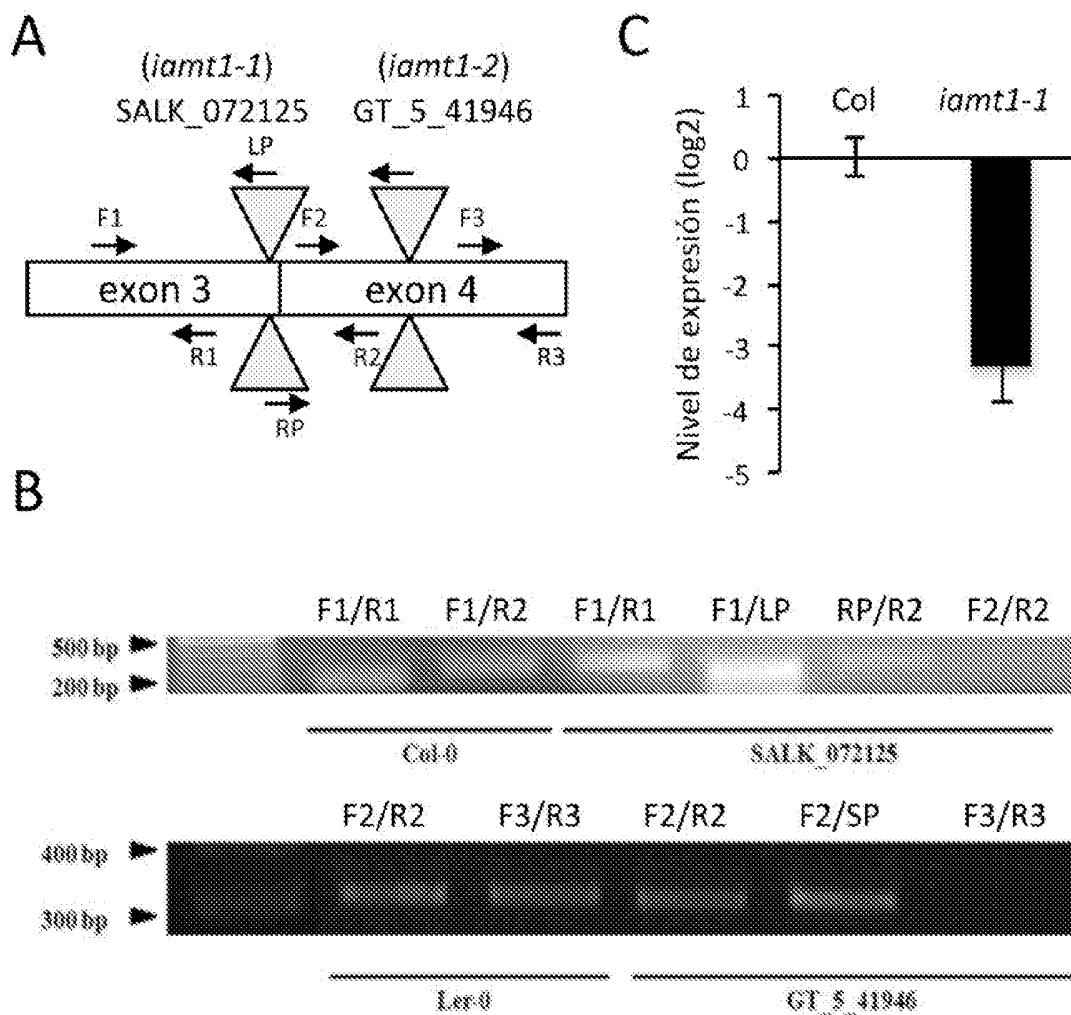 A
(iamt1-1)
SALK_072125
(iamt1-2)
GT_5_41946
LP
F1
F2
F3
exon 3
exon 4
R1
R2
R3
RP
C
Nivel de expresión (log2)
Col
iamt1-1
1
0
-1
-2
-3
-4
-5
B
F1/R1 F1/R2 F1/R1 F1/LP RP/R2 F2/R2
500 bp
200 bp
Col-0 SALK_072125
F2/R2 F3/R3 F2/R2 F2/SP F3/R3
400 bp
300 bp
Ler-0 GT_5_41946